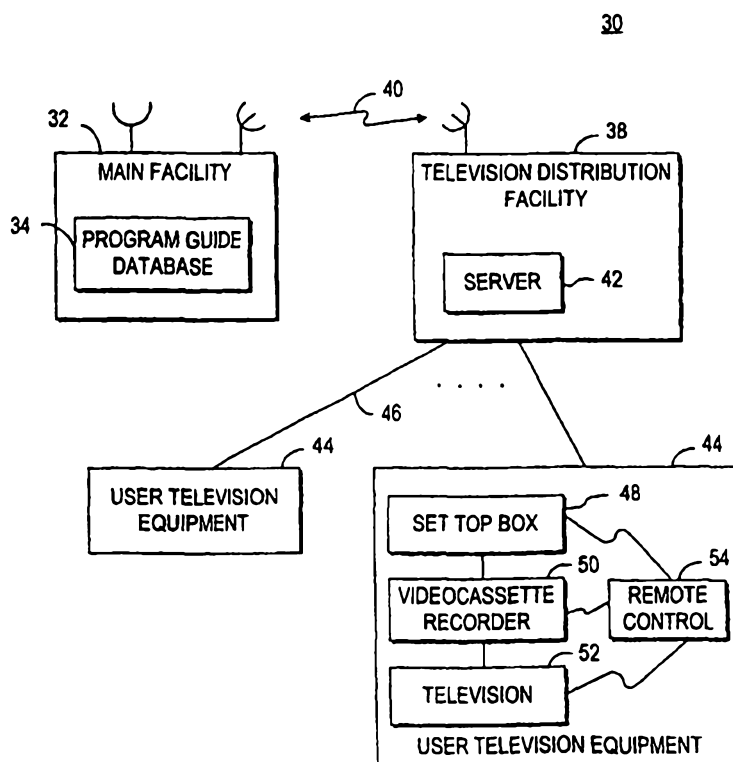 30
40
32
38
MAIN FACILITY
TELEVISION DISTRIBUTION
FACILITY
34
PROGRAM GUIDE
DATABASE
SERVER
42
. . . .
46
44
44
USER TELEVISION
EQUIPMENT
48
SET TOP BOX
50
54
VIDEOCASSETTE
RECORDER
REMOTE
CONTROL
52
TELEVISION
USER TELEVISION EQUIPMENT